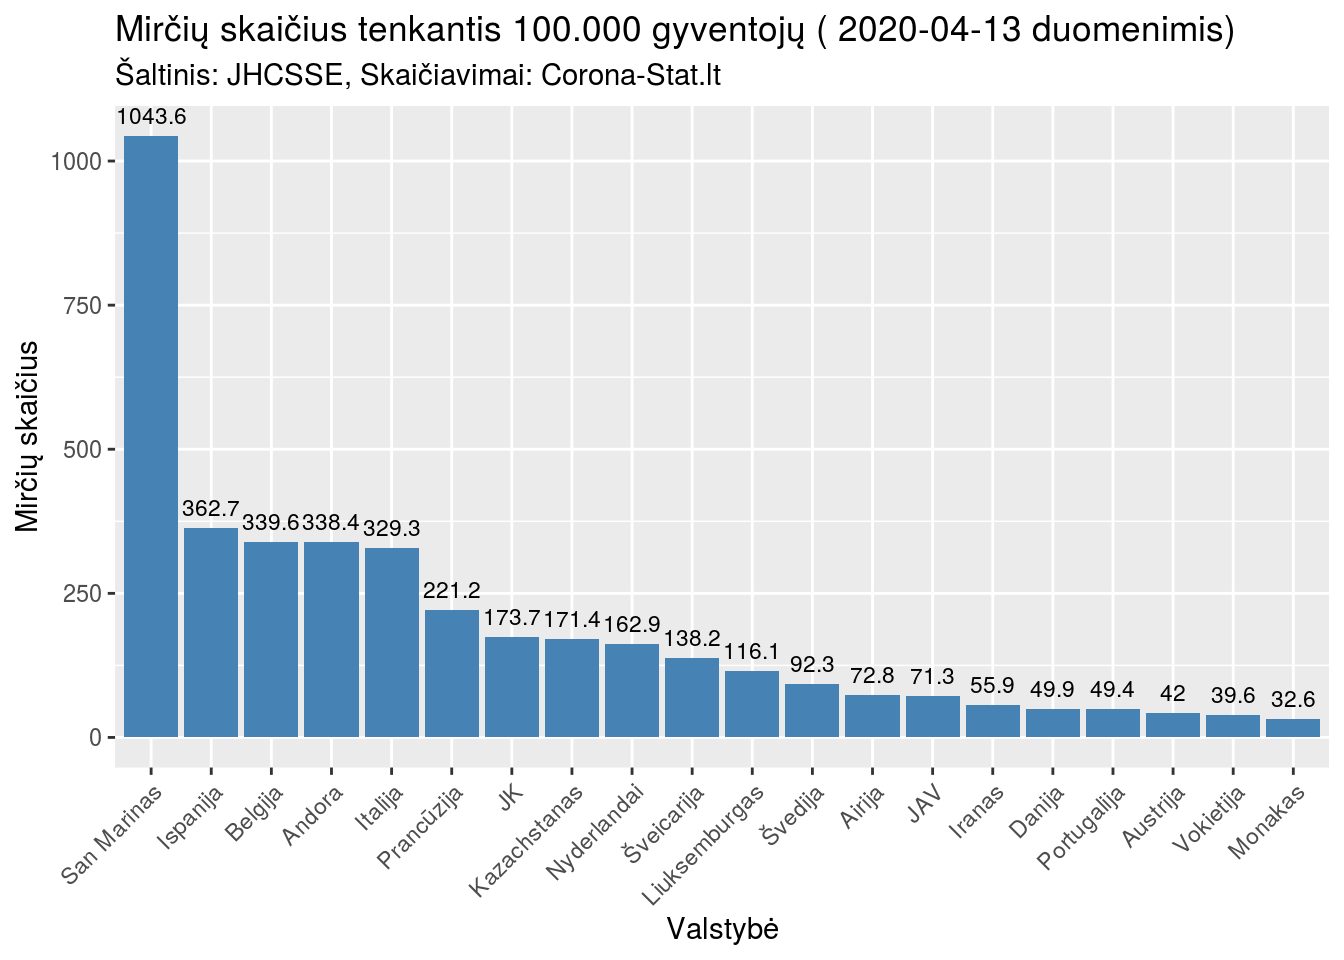 Mirčių skaičius tenkantis 100.000 gyventojų ( 2020-04-13 duomenimis)
Šaltinis: JHCSSE, Skaičiavimai: Corona-Stat.lt
Mirčių skaičius
1000
750
500
250
0
1043.6
362.7
339.6
338.4
329.3
221.2
173.7
171.4
162.9
138.2
116.1
92.3
72.8
71.3
55.9
49.9
49.4
42
39.6
32.6
San Marinas
Ispanija
Belgija
Andora
Italija
Prancūzija
JK
Kazachstanas
Nyderlandai
Šveicarija
Liuksemburgas
Švedija
Airija
JAV
Iranas
Danija
Portugalija
Austrija
Vokietija
Monakas
Valstybė